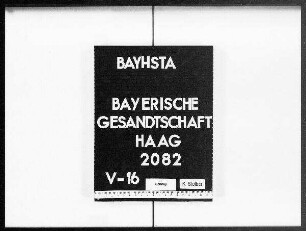 BAYHSTA
BAYERISCHE
GESANDTSCHAFT
HAAG
2082
V-16